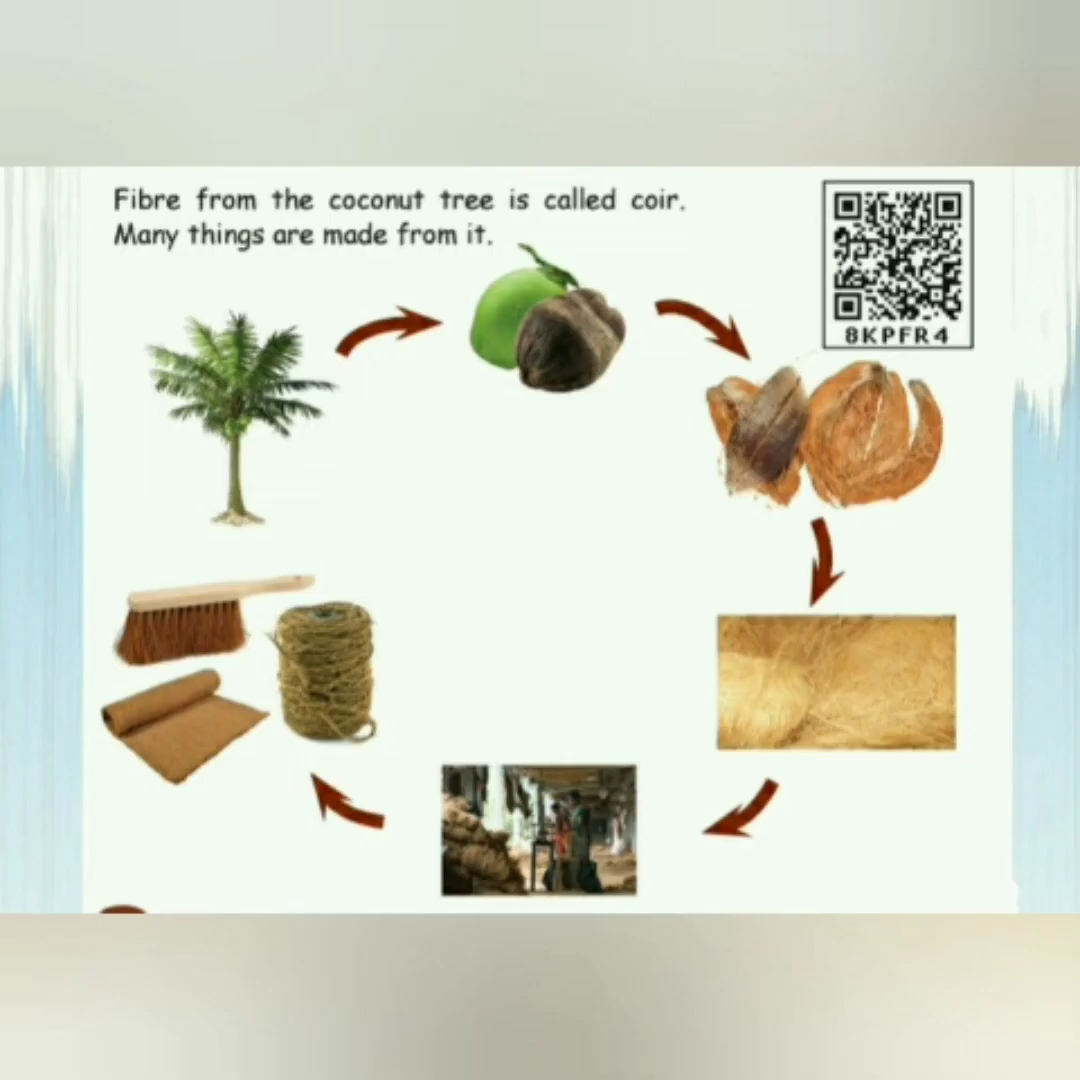 Fibre from the coconut tree is called coir.
Many things are made from it.
8KPFR4